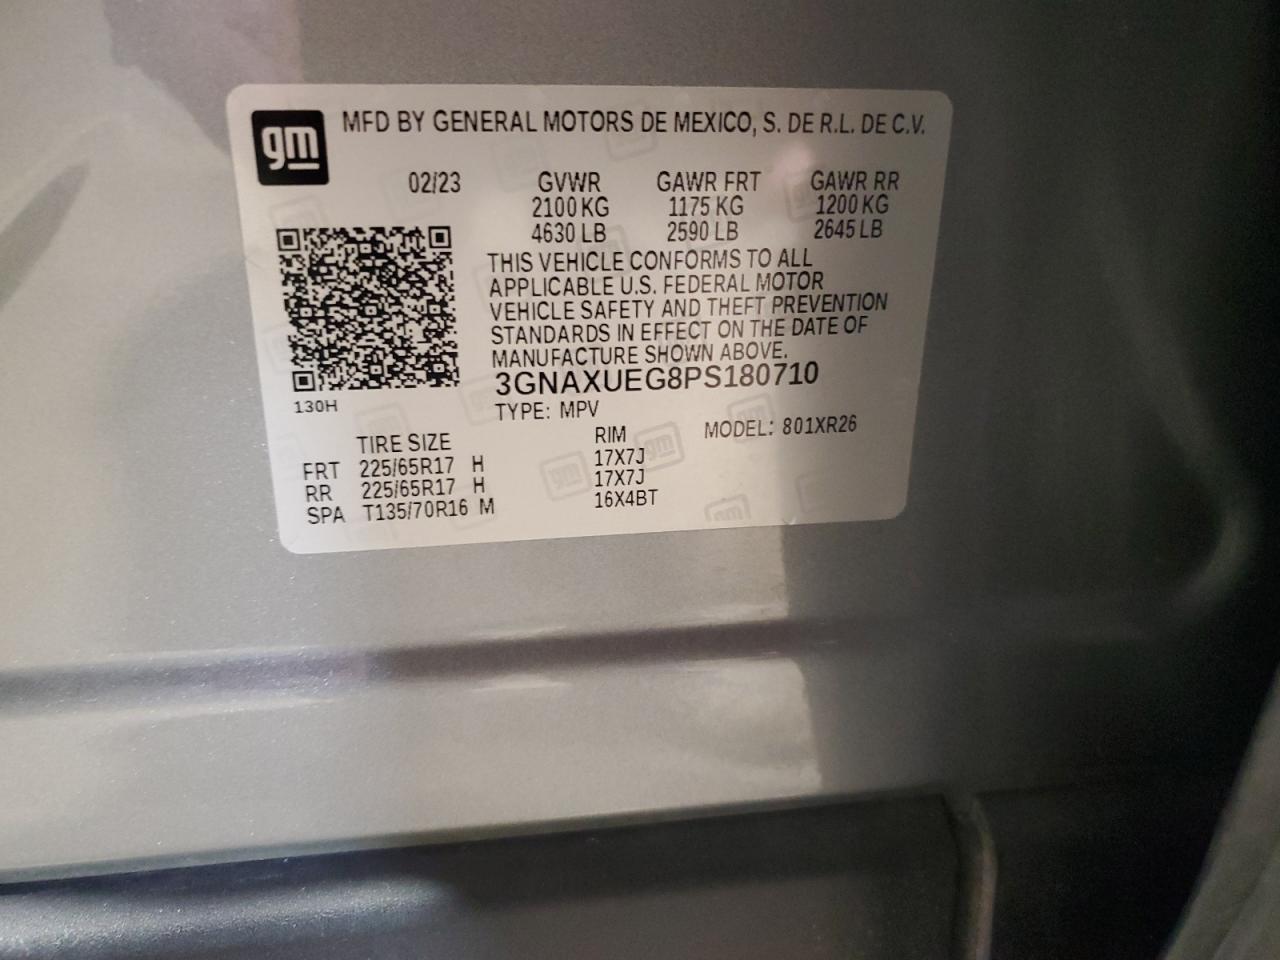 gm
MFD BY GENERAL MOTORS DE MEXICO, S. DE R.L. DE C.V.
02/23 GVWR GAWR FRT GAWR RR
2100 KG 1175 KG 1200 KG
4630 LB 2590 LB 2645 LB
THIS VEHICLE CONFORMS TO ALL
APPLICABLE U.S. FEDERAL MOTOR
VEHICLE SAFETY AND THEFT PREVENTION
STANDARDS IN EFFECT ON THE DATE OF
MANUFACTURE SHOWN ABOVE.
3GNAXUEG8PS180710
130H
TYPE: MPV
TIRE SIZE RIM MODEL: 801XR26
FRT 225/65R17 H 17X7J
RR 225/65R17 H 17X7J
SPA T135/70R16 M 16X4BT